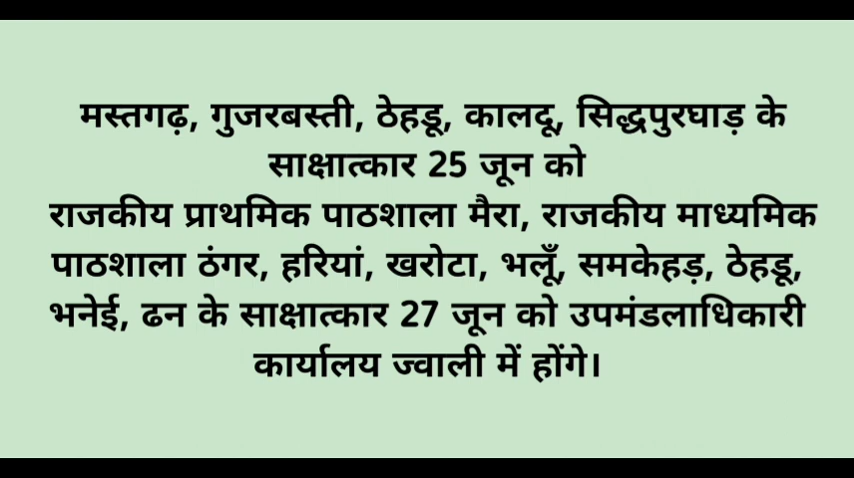 मस्तगढ़, गुजरबस्ती, ठेहडू, कालदू, सिद्धपुरघाड़ के
साक्षात्कार 25 जून को
राजकीय प्राथमिक पाठशाला मैरा, राजकीय माध्यमिक
पाठशाला ठंगर, हरियां, खरोटा, भलूँ, समकेहड़, ठेहडू,
भनेई, ढन के साक्षात्कार 27 जून को उपमंडलाधिकारी
कार्यालय ज्वाली में होंगे।